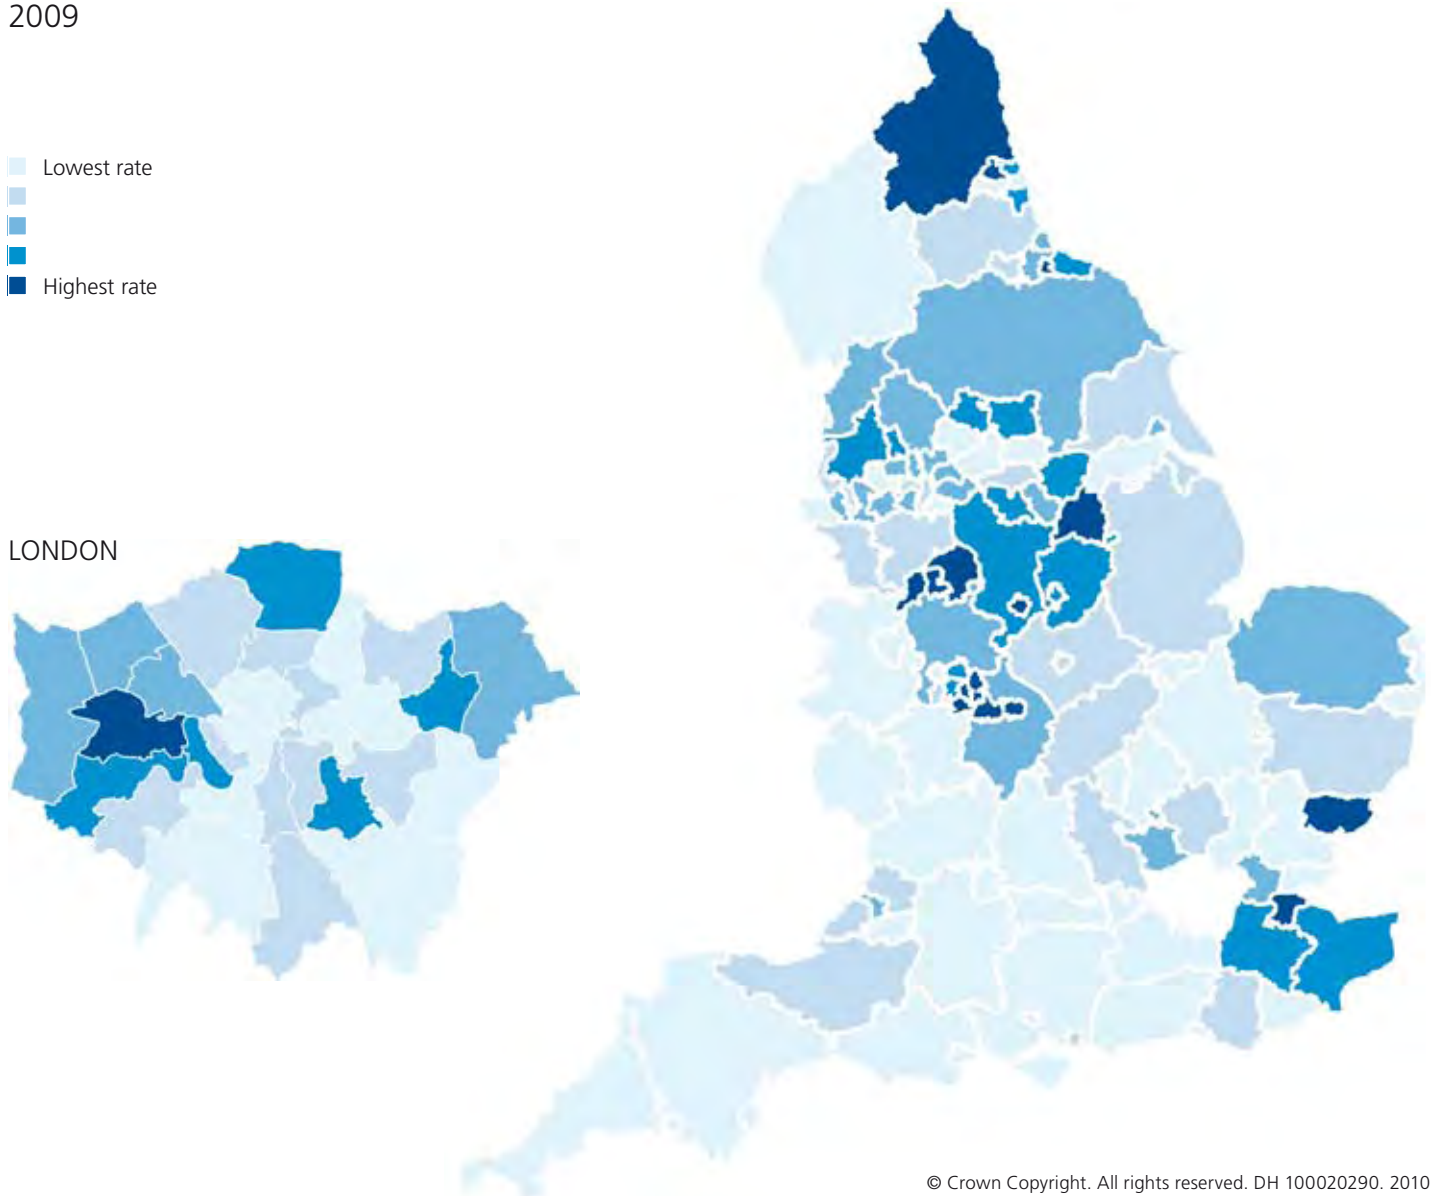 2009
Lowest rate
Highest rate
LONDON
© Crown Copyright. All rights reserved. DH 100020290. 2010